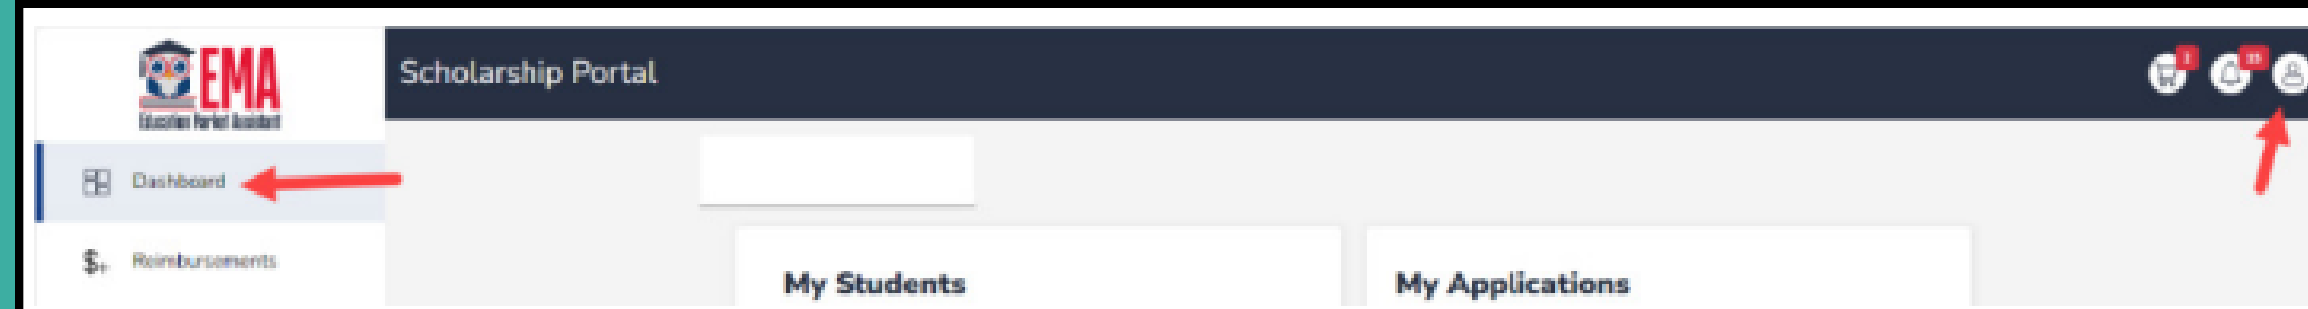 EMA
Scholarship Portal
Dashboard
Reimbursements
My Students
My Applications